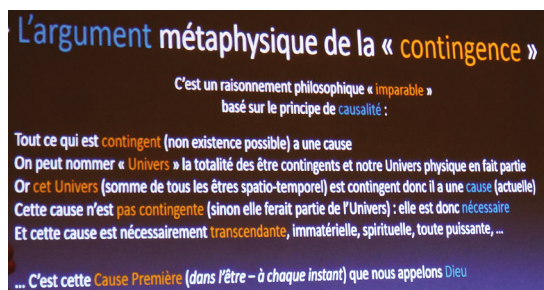 L'argument métaphysique de la « contingence »
C'est un raisonnement philosophique « imparable »
basé sur le principe de causalité :
Tout ce qui est contingent (non existence possible) a une cause
On peut nommer « Univers » la totalité des être contingents et notre Univers physique en fait partie
Or cet Univers (somme de tous les êtres spatio-temporel) est contingent donc il a une cause (actuelle)
Cette cause n'est pas contingente (sinon elle ferait partie de l'Univers) : elle est donc nécessaire
Et cette cause est nécessairement transcendante, immatérielle, spirituelle, toute puissante, ...
... C'est cette Cause Première (dans l'être – à chaque instant) que nous appelons Dieu